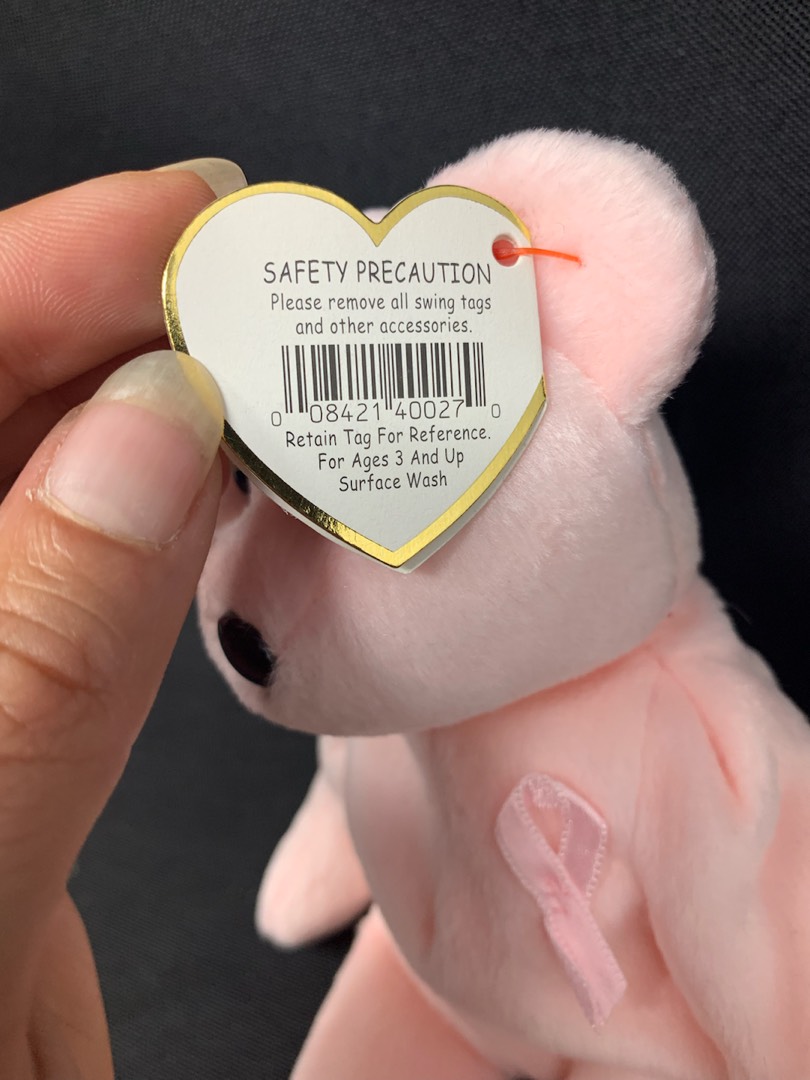 SAFETY PRECAUTION
Please remove all swing tags
and other accessories.
0 08421 40027 0
Retain Tag For Reference.
For Ages 3 And Up
Surface Wash